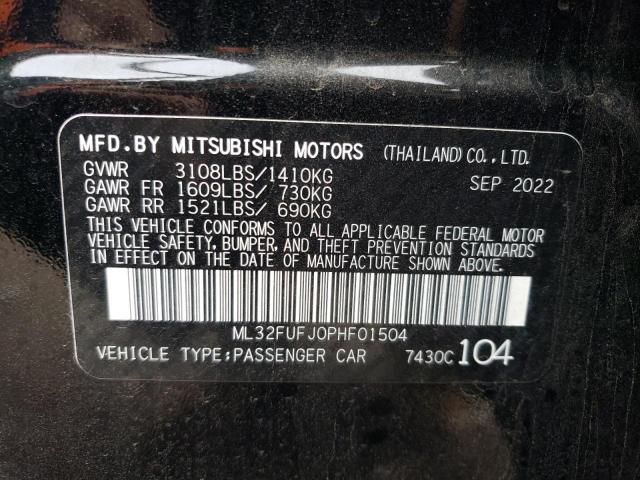 MFD.BY MITSUBISHI MOTORS (THAILAND)CO.,LTD.
GVWR 3108LBS/1410KG SEP 2022
GAWR FR 1609LBS/ 730KG
GAWR RR 1521LBS/ 690KG
THIS VEHICLE CONFORMS TO ALL APPLICABLE FEDERAL MOTOR
VEHICLE SAFETY, BUMPER, AND THEFT PREVENTION STANDARDS
IN EFFECT ON THE DATE OF MANUFACTURE SHOWN ABOVE.
ML32FUFJ0PHF01504
VEHICLE TYPE:PASSENGER CAR 7430C 104